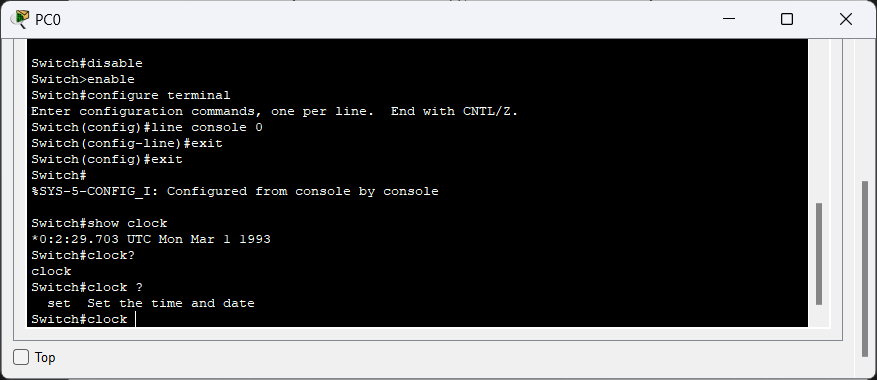 PC0
Switch#disable
Switch>enable
Switch#configure terminal
Enter configuration commands, one per line.  End with CNTL/Z.
Switch(config)#line console 0
Switch(config-line)#exit
Switch(config)#exit
Switch#
%SYS-5-CONFIG_I: Configured from console by console
Switch#show clock
*0:2:29.703 UTC Mon Mar 1 1993
Switch#clock?
clock
Switch#clock ?
  set  Set the time and date
Switch#clock
Top